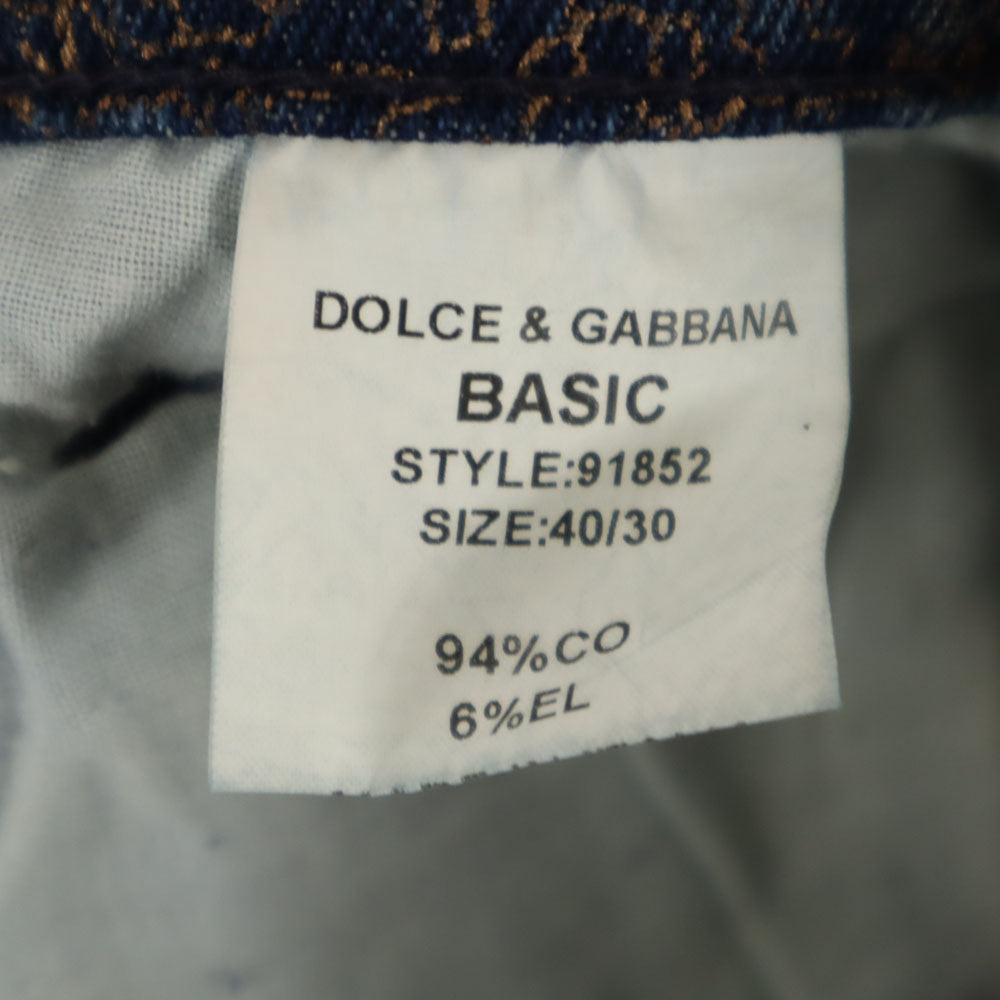 DOLCE & GABBANA
BASIC
STYLE:91852
SIZE:40/30
94%CO
6%EL